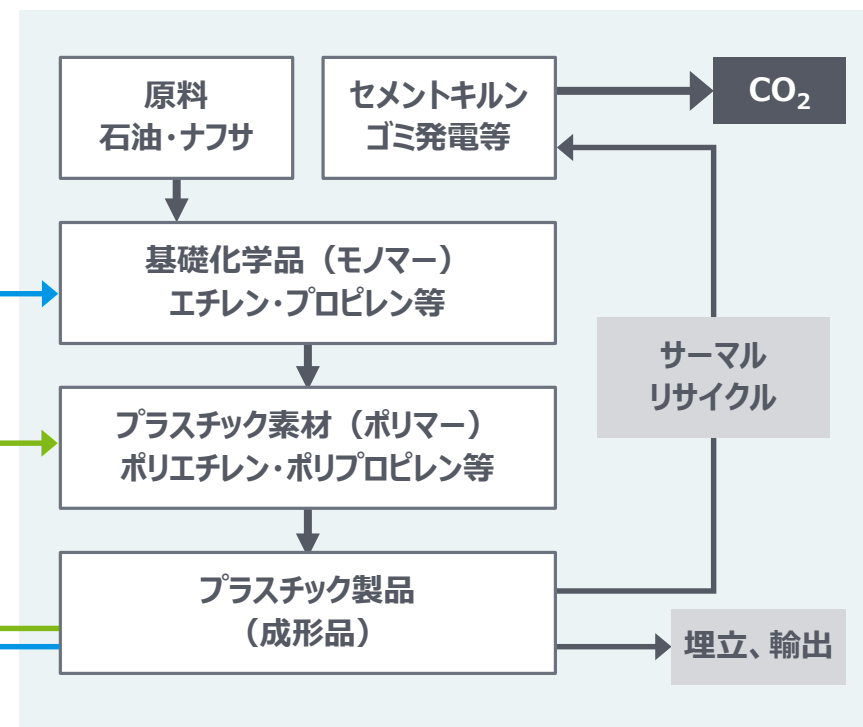 原料
石油・ナフサ
セメントキルン
ゴミ発電等
CO₂
基礎化学品（モノマー）
エチレン・プロピレン等
サーマル
リサイクル
プラスチック素材（ポリマー）
ポリエチレン・ポリプロピレン等
プラスチック製品
（成形品）
埋立、輸出